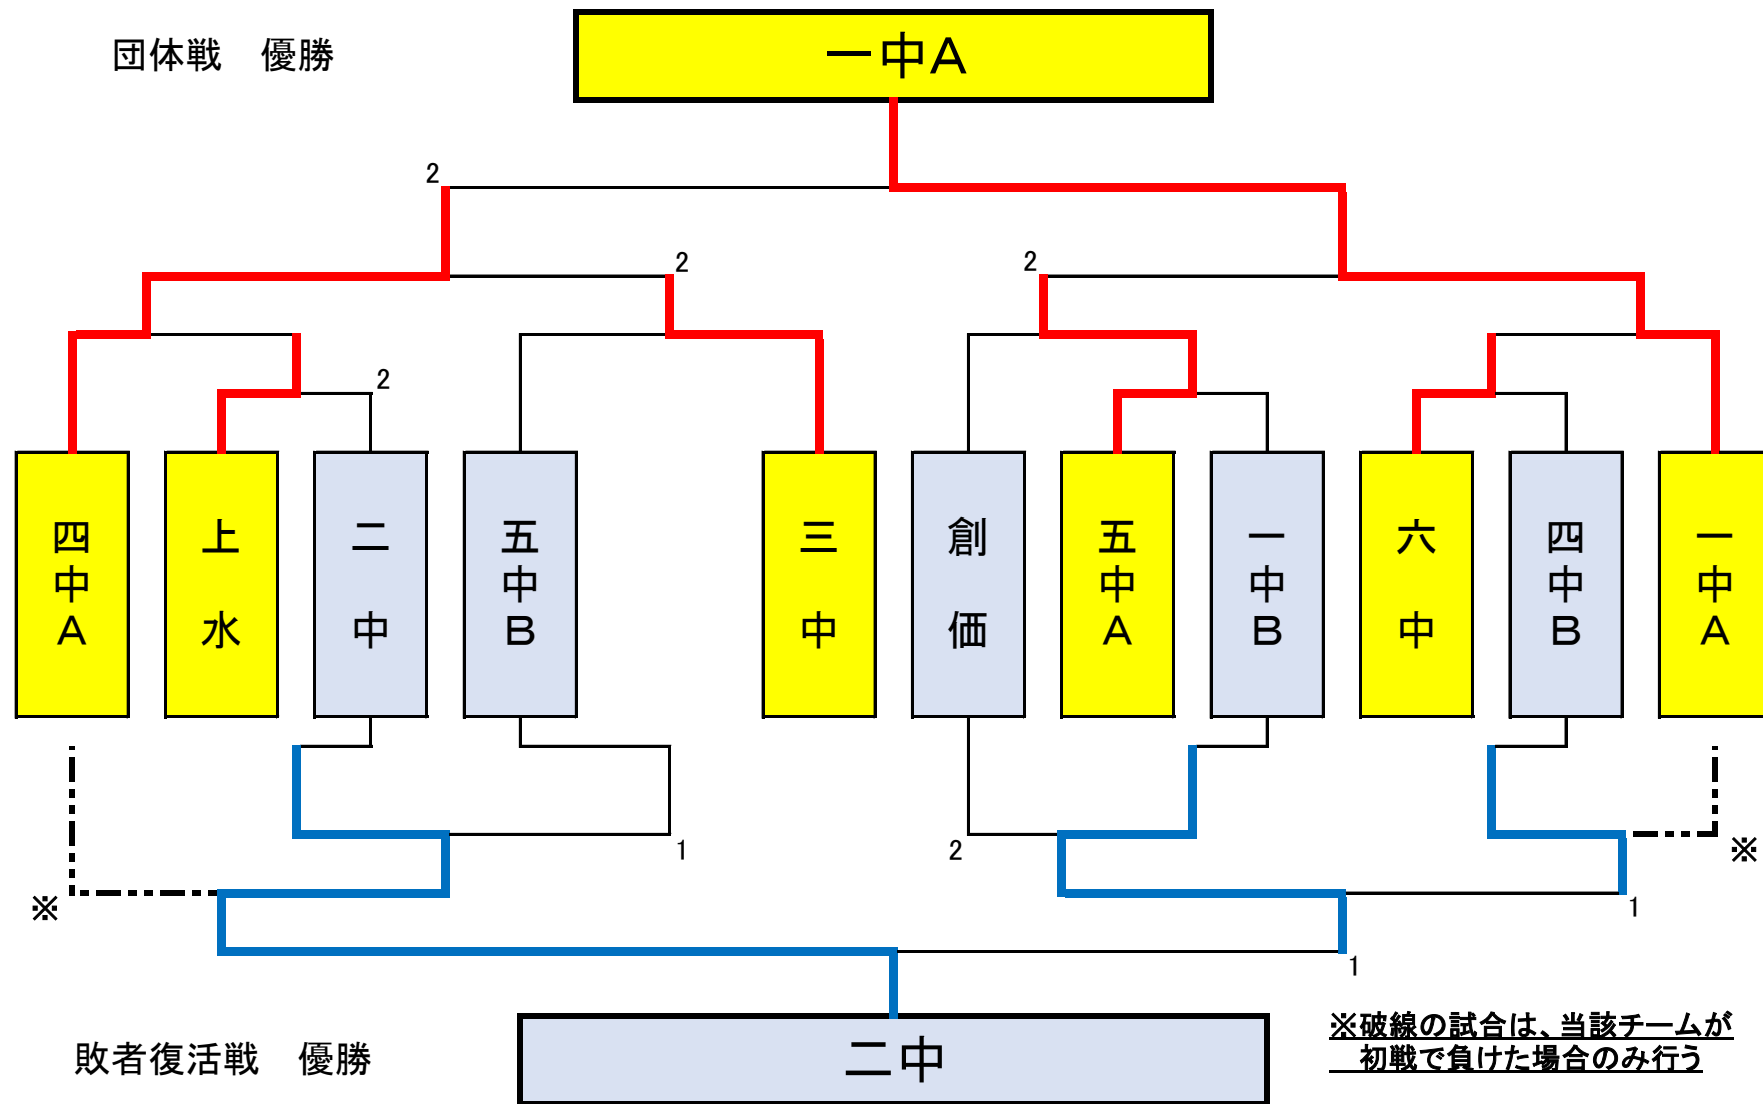 団体戦　優勝
一中A
2
2
2
2
四中A
上水
二中
五中B
三中
創価
五中A
一中B
六中
四中B
一中A
1
2
※
※
1
1
敗者復活戦　優勝
二中
※破線の試合は、当該チームが
初戦で負けた場合のみ行う